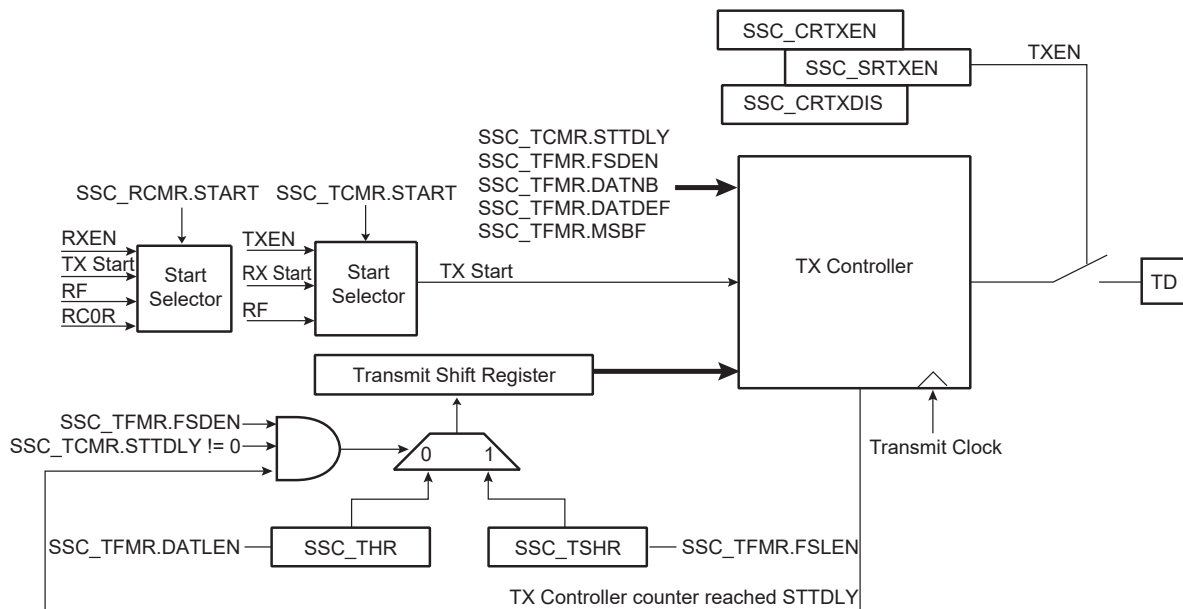 SSC_CRTXEN
SSC_SRTXEN
SSC_CRTXDIS
TXEN
SSC_TCMR.STTDLY
SSC_TFMR.FSDEN
SSC_TFMR.DATNB
SSC_TFMR.DATDEF
SSC_TFMR.MSBF
SSC_RCMR.START
SSC_TCMR.START
RXEN
TX Start
RF
RC0R
Start
Selector
TXEN
RX Start
RF
Start
Selector
TX Start
TX Controller
TD
Transmit Shift Register
SSC_TFMR.FSDEN
SSC_TCMR.STTDLY != 0
0
1
Transmit Clock
SSC_TFMR.DATLEN
SSC_THR
SSC_TSHR
SSC_TFMR.FSLEN
TX Controller counter reached STTDLY